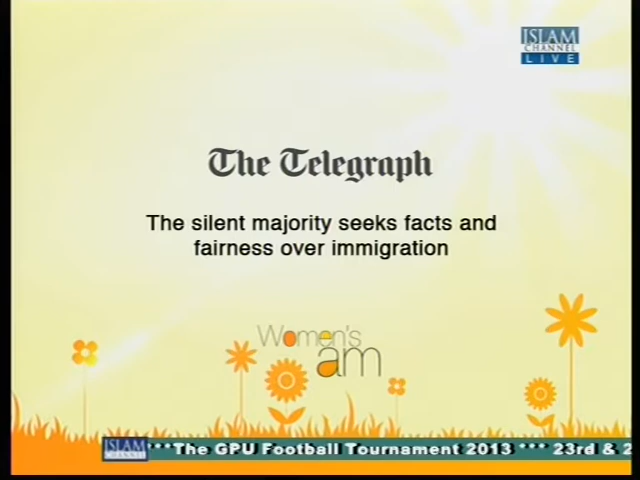 ISLAM
CHANNEL
LIVE
The Telegraph
The silent majority seeks facts and
fairness over immigration
Women's
am
ISLAM
CHANNEL
***The GPU Football Tournament 2013 *** 23rd & 2